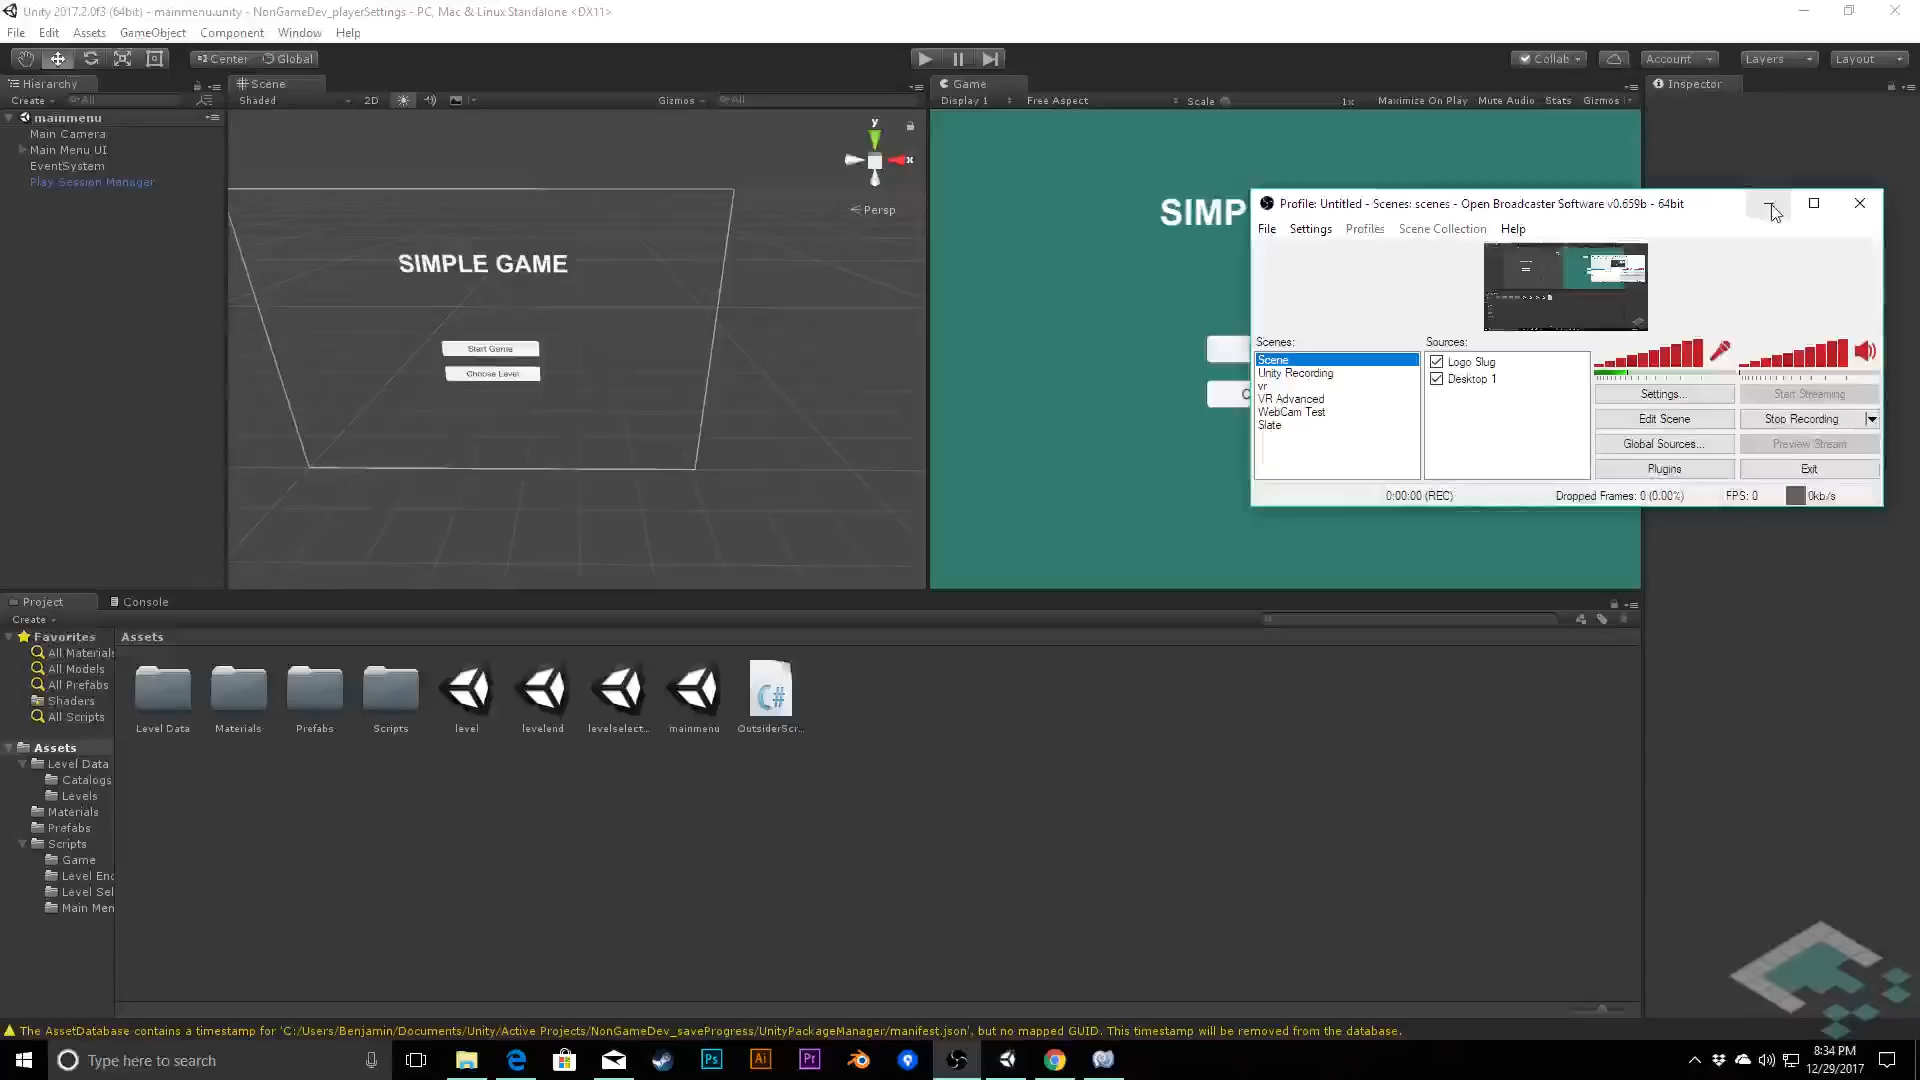 Unity 2017.2.0f3 (64bit) - mainmenu.unity - NonGameDev_playerSettings - PC, Mac & Linux Standalone <DX11>
File Edit Assets GameObject Component Window Help
Center Global Collab Account Layers Layout
Hierarchy
Create All
mainmenu
Main Camera
Main Menu UI
EventSystem
Play Session Manager
Scene
Shaded 2D Gizmos All
y
x
Persp
SIMPLE GAME
Start Game
Choose Level
Game
Display 1 Free Aspect Scale 1x Maximize On Play Mute Audio Stats Gizmos
SIMP
C
Inspector
Profile: Untitled - Scenes: scenes - Open Broadcaster Software v0.659b - 64bit
File Settings Profiles Scene Collection Help
Scenes: Sources:
Scene
Unity Recording
vr
VR Advanced
WebCam Test
Slate
Logo Slug
Desktop 1
Settings... Start Streaming
Edit Scene Stop Recording
Global Sources... Preview Stream
Plugins Exit
0:00:00 (REC) Dropped Frames: 0 (0.00%) FPS: 0 0kb/s
Project Console
Create
Favorites
All Materials
All Models
All Prefabs
Shaders
All Scripts
Assets
Level Data
Catalogs
Levels
Materials
Prefabs
Scripts
Game
Level End
Level Sel
Main Men
Assets
Level Data Materials Prefabs Scripts level levelend levelselect... mainmenu OutsiderScr...
C#
The AssetDatabase contains a timestamp for 'C:/Users/Benjamin/Documents/Unity/Active Projects/NonGameDev_saveProgress/UnityPackageManager/manifest.json', but no mapped GUID. This timestamp will be removed from the database.
Type here to search
Ps Ai Pr
8:34 PM
12/29/2017